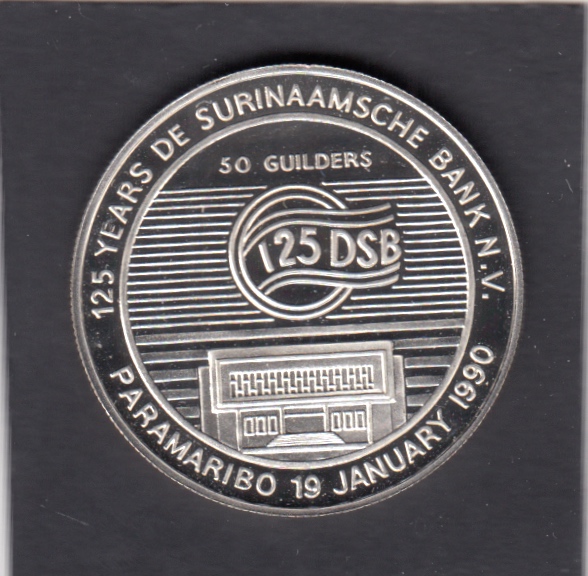 125 YEARS DE SURINAAMSCHE BANK N.V.
50 GUILDERS
125 DSB
PARAMARIBO 19 JANUARY 1990